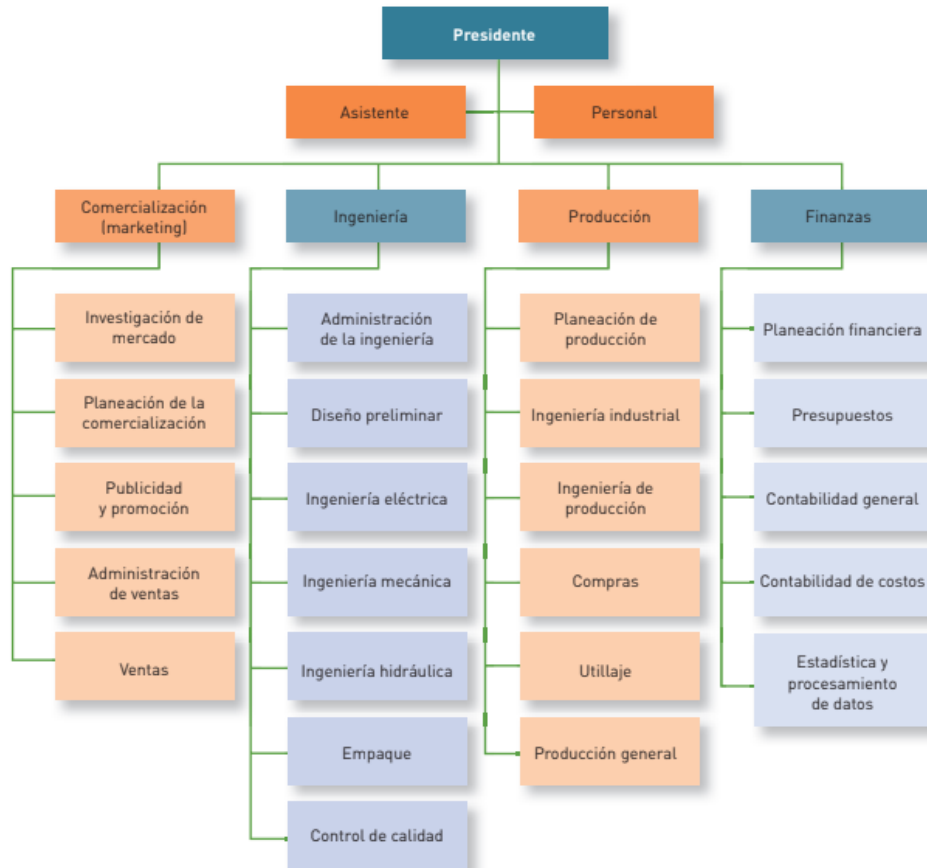 Presidente
Asistente
Personal
Comercialización
(marketing)
Ingeniería
Producción
Finanzas
Investigación de
mercado
Planeación de la
comercialización
Publicidad
y promoción
Administración
de ventas
Ventas
Administración
de la ingeniería
Diseño preliminar
Ingeniería eléctrica
Ingeniería mecánica
Ingeniería hidráulica
Empaque
Control de calidad
Planeación de
producción
Ingeniería industrial
Ingeniería de
producción
Compras
Utillaje
Producción general
Planeación financiera
Presupuestos
Contabilidad general
Contabilidad de costos
Estadística y
procesamiento
de datos